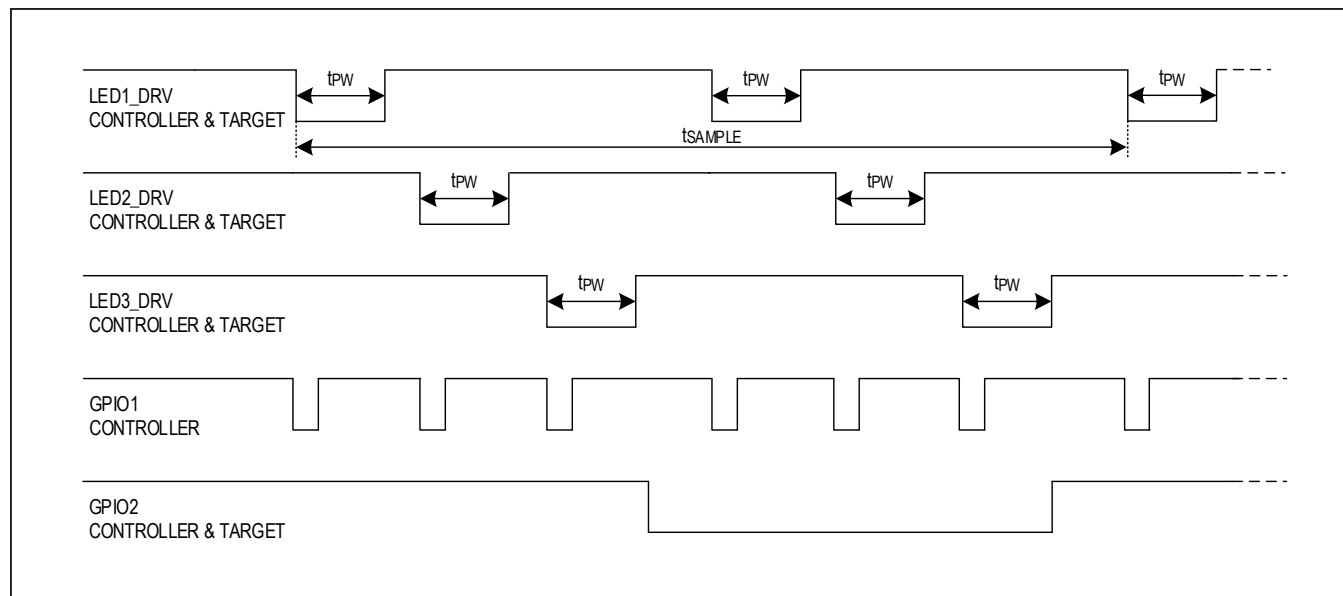 tPW tPW tPW
LED1_DRV
CONTROLLER & TARGET
tSAMPLE
tPW tPW
LED2_DRV
CONTROLLER & TARGET
tPW tPW
LED3_DRV
CONTROLLER & TARGET
GPIO1
CONTROLLER
GPIO2
CONTROLLER & TARGET